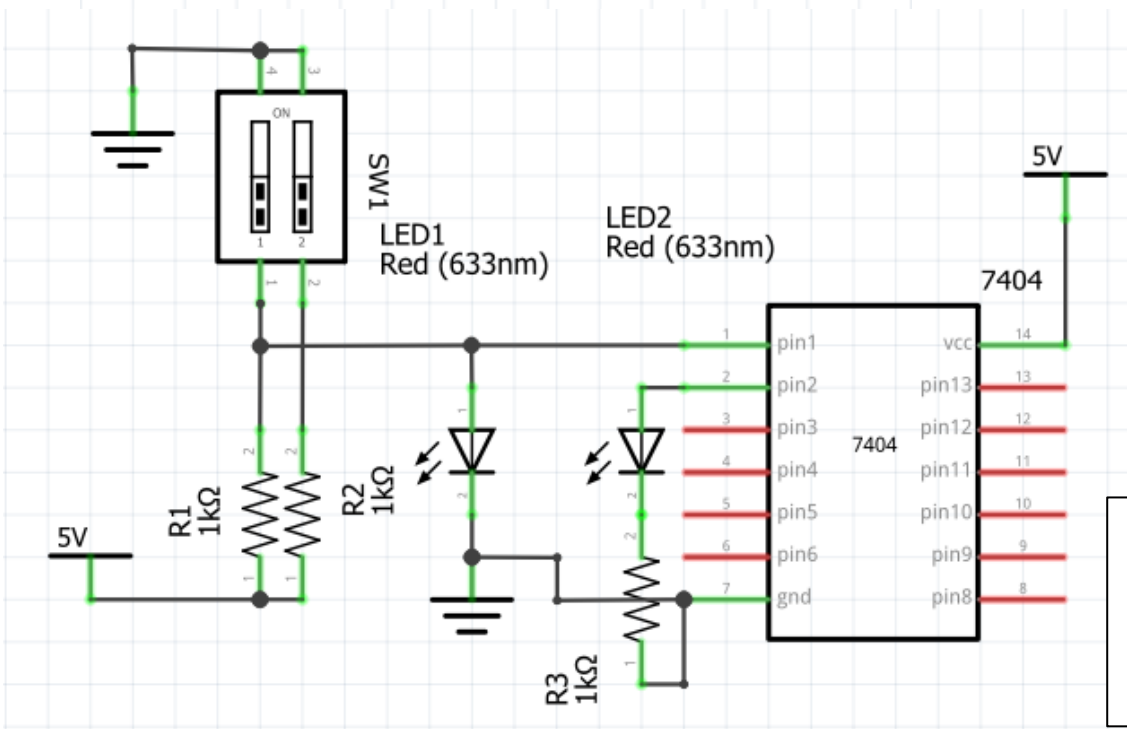 4
3
ON
1
2
SW1
1
2
LED1
Red (633nm)
LED2
Red (633nm)
5V
7404
1
pin1
vcc
14
2
pin2
pin13
13
3
pin3
pin12
12
4
pin4
pin11
11
5
pin5
pin10
10
6
pin6
pin9
9
7
gnd
pin8
8
7404
1
2
1
2
2
2
R1
1kΩ
R2
1kΩ
1
1
5V
2
1
R3
1kΩ